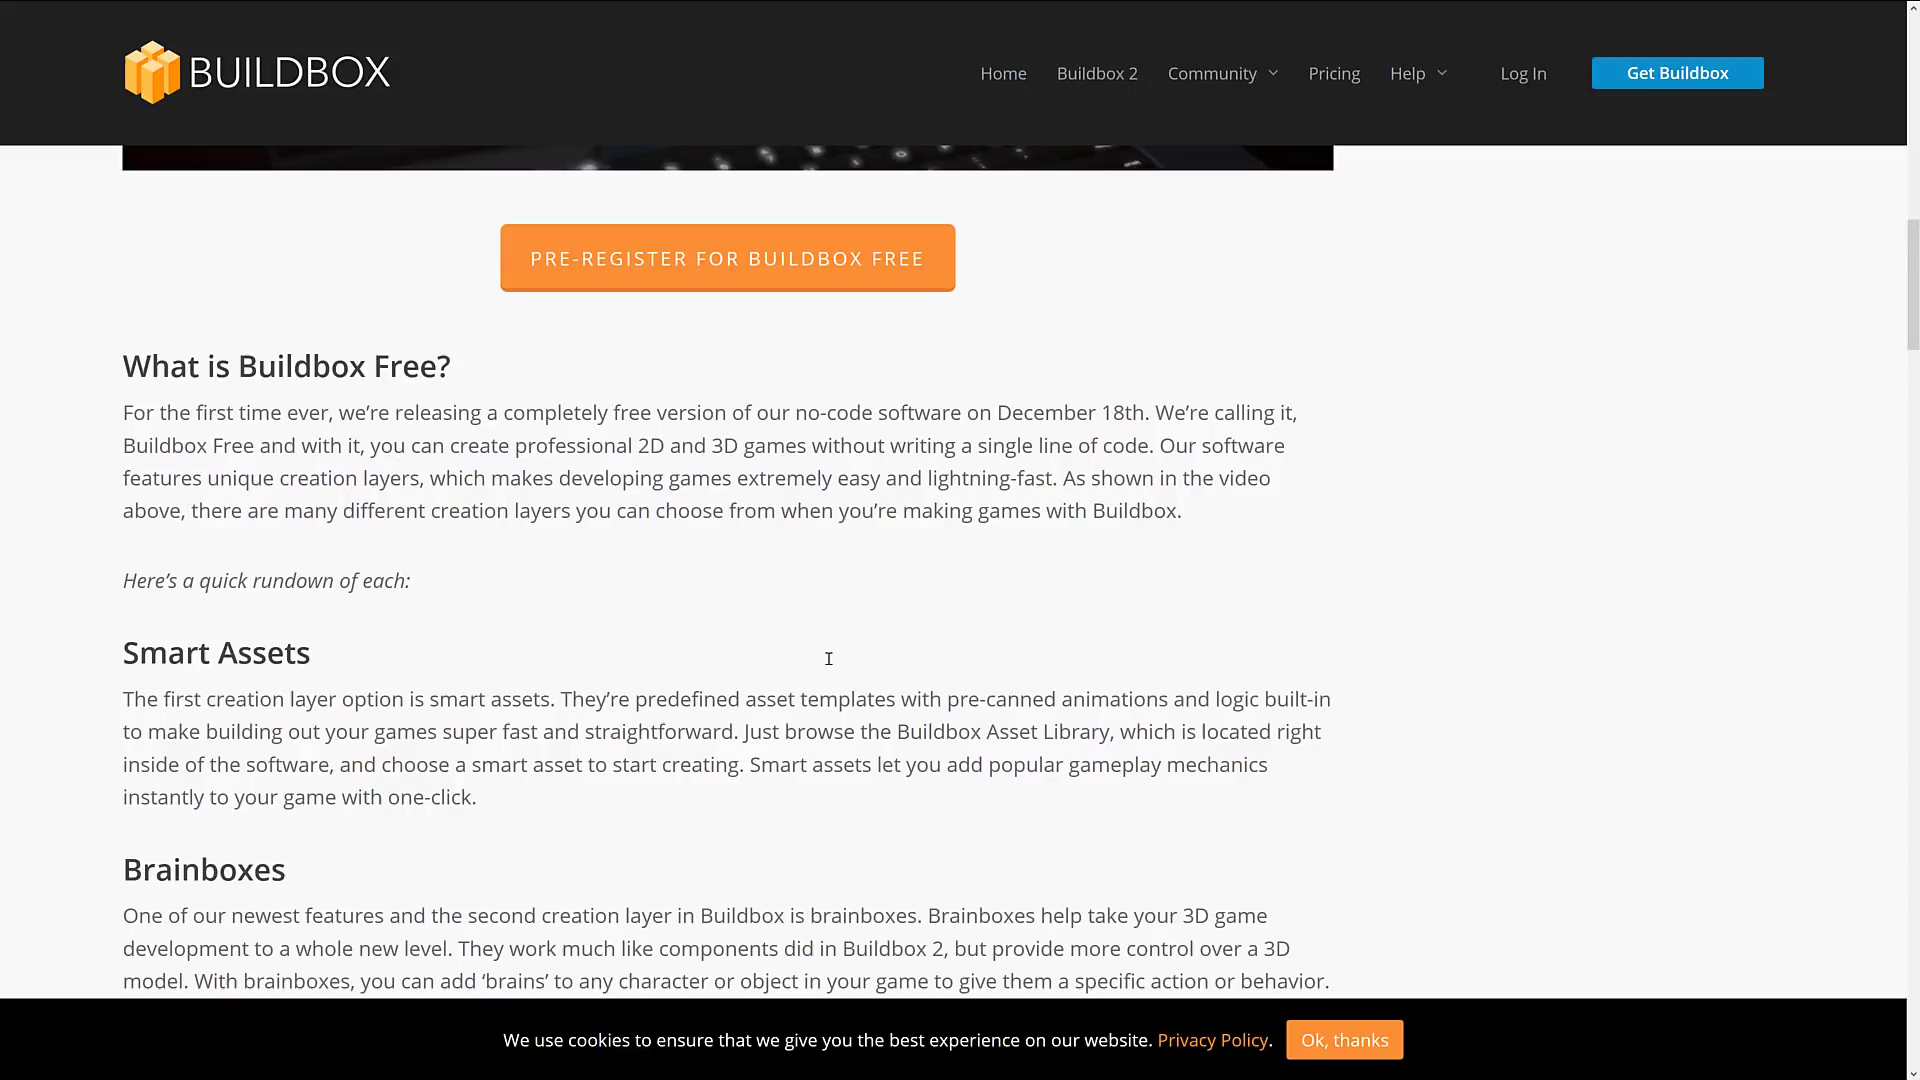 BUILDBOX
Home Buildbox 2 Community Pricing Help Log In Get Buildbox
PRE-REGISTER FOR BUILDBOX FREE
What is Buildbox Free?
For the first time ever, we’re releasing a completely free version of our no-code software on December 18th. We’re calling it,
Buildbox Free and with it, you can create professional 2D and 3D games without writing a single line of code. Our software
features unique creation layers, which makes developing games extremely easy and lightning-fast. As shown in the video
above, there are many different creation layers you can choose from when you’re making games with Buildbox.
Here’s a quick rundown of each:
Smart Assets
The first creation layer option is smart assets. They’re predefined asset templates with pre-canned animations and logic built-in
to make building out your games super fast and straightforward. Just browse the Buildbox Asset Library, which is located right
inside of the software, and choose a smart asset to start creating. Smart assets let you add popular gameplay mechanics
instantly to your game with one-click.
Brainboxes
One of our newest features and the second creation layer in Buildbox is brainboxes. Brainboxes help take your 3D game
development to a whole new level. They work much like components did in Buildbox 2, but provide more control over a 3D
model. With brainboxes, you can add ‘brains’ to any character or object in your game to give them a specific action or behavior.
We use cookies to ensure that we give you the best experience on our website. Privacy Policy. Ok, thanks